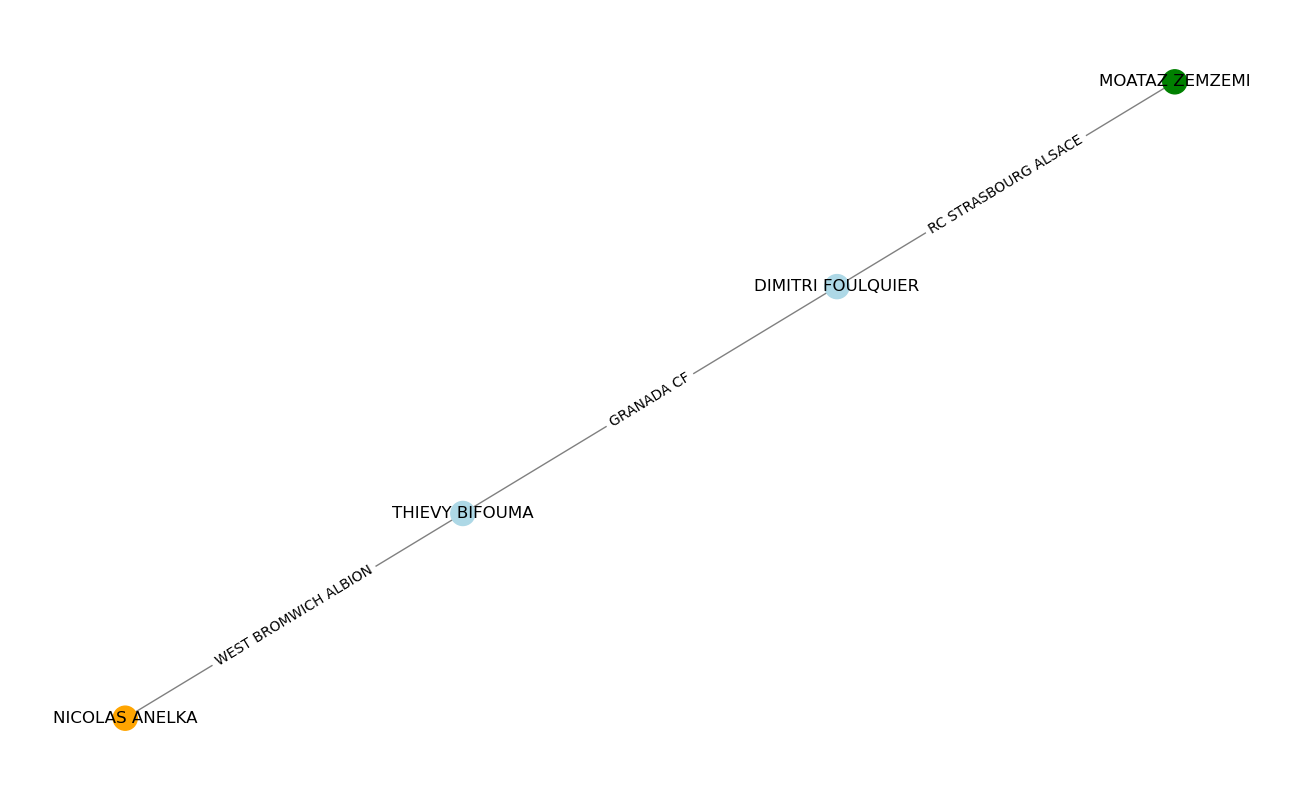 MOATAZ ZEMZEMI
RC STRASBOURG ALSACE
DIMITRI FOULQUIER
GRANADA CF
THIEVY BIFOUMA
WEST BROMWICH ALBION
NICOLAS ANELKA